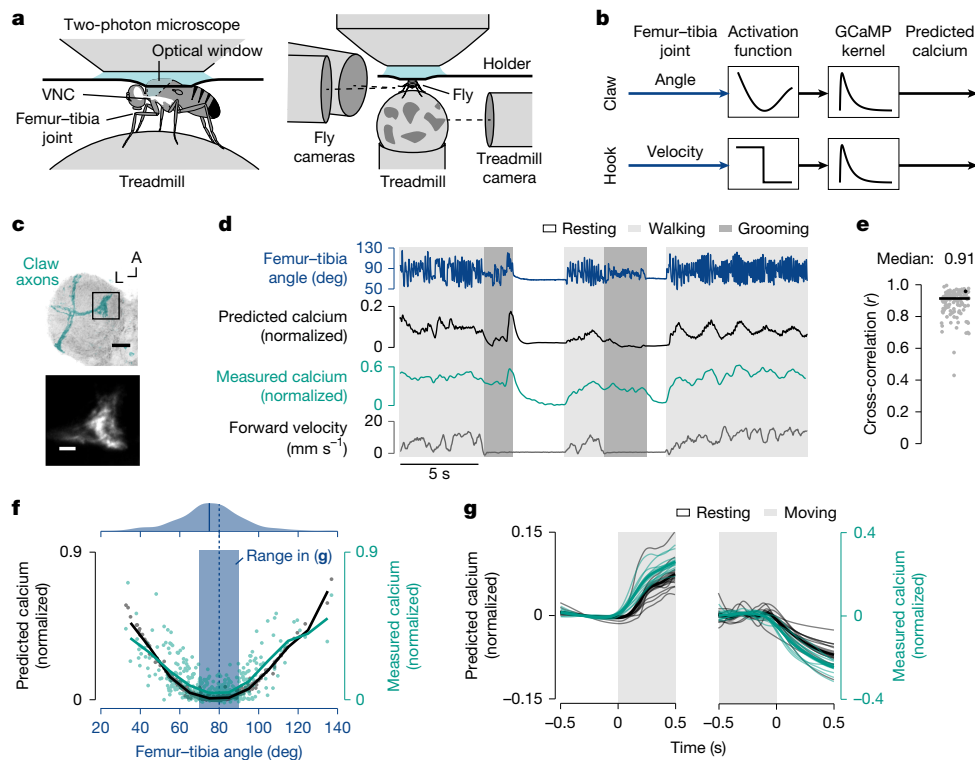 a
Two-photon microscope
Optical window
VNC
Femur–tibia
joint
Treadmill
Holder
Fly
Fly
cameras
Treadmill
Treadmill
camera
b
Femur–tibia
joint
Activation
function
GCaMP
kernel
Predicted
calcium
Claw
Angle
Hook
Velocity
c
Claw
axons
A
L
d
Resting
Walking
Grooming
Femur–tibia
angle (deg)
130
90
50
Predicted calcium
(normalized)
0.2
0
Measured calcium
(normalized)
0.6
0
Forward velocity
(mm s⁻¹)
20
0
5 s
e
Median: 0.91
Cross-correlation (r)
1.0
0.8
0.6
0.4
0.2
0
f
Range in (g)
Predicted calcium
(normalized)
0.9
0
Measured calcium
(normalized)
0.9
0
20 40 60 80 100 120 140
Femur–tibia angle (deg)
g
Resting
Moving
Predicted calcium
(normalized)
0.15
0
−0.15
Measured calcium
(normalized)
0.4
0
−0.4
−0.5 0 0.5 −0.5 0 0.5
Time (s)